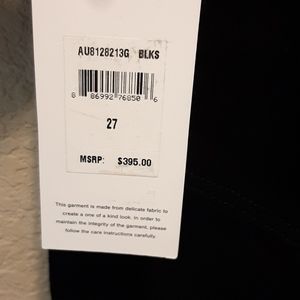 AU8128213G BLKS
8 86992 76850 6
27
MSRP: $395.00
This garment is made from delicate fabric to
create a one of a kind look. In order to
maintain the integrity of the garment, please
follow the care instructions carefully.